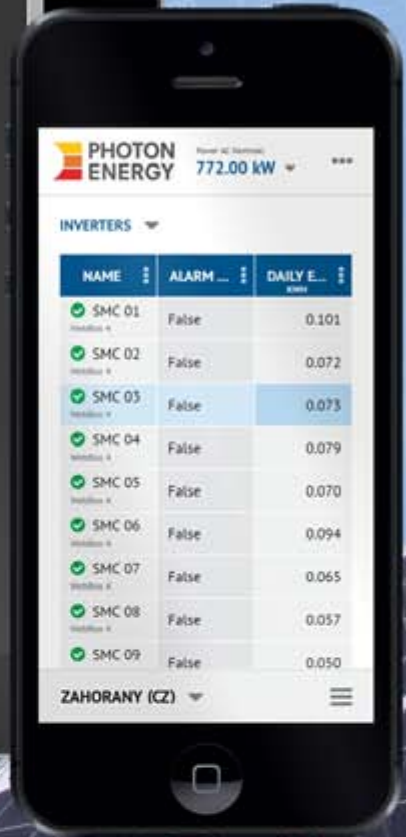 PHOTON
ENERGY
772.00 kW
INVERTERS
NAME ALARM ... DAILY E...
KWH
SMC 01 False 0.101
SMC 02 False 0.072
SMC 03 False 0.073
SMC 04 False 0.079
SMC 05 False 0.070
SMC 06 False 0.094
SMC 07 False 0.065
SMC 08 False 0.057
SMC 09 False 0.050
ZAHORANY (CZ)